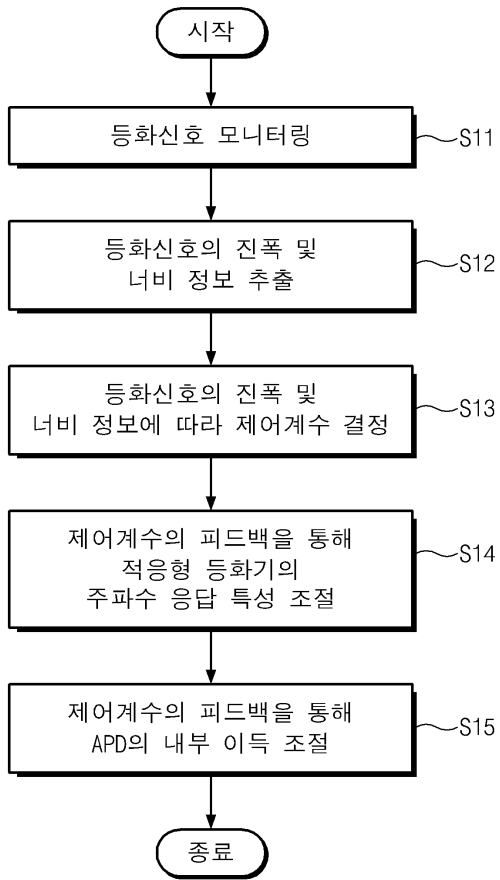 시작
등화신호 모니터링
S11
등화신호의 진폭 및
너비 정보 추출
S12
등화신호의 진폭 및
너비 정보에 따라 제어계수 결정
S13
제어계수의 피드백을 통해
적응형 등화기의
주파수 응답 특성 조절
S14
제어계수의 피드백을 통해
APD의 내부 이득 조절
S15
종료